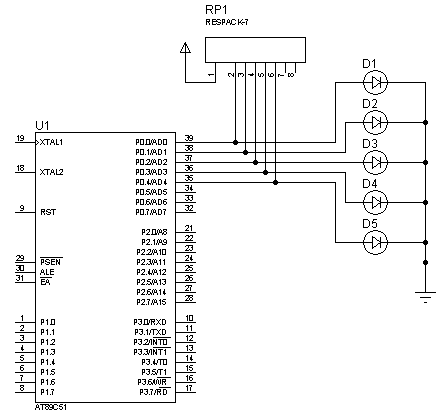 RP1
RESPACK-7
1 2 3 4 5 6 7 8
D1
D2
D3
D4
D5
U1
19 XTAL1 P0.0/AD0 39
P0.1/AD1 38
P0.2/AD2 37
18 XTAL2 P0.3/AD3 36
P0.4/AD4 35
P0.5/AD5 34
P0.6/AD6 33
9 RST P0.7/AD7 32
P2.0/A8 21
P2.1/A9 22
P2.2/A10 23
29 PSEN P2.3/A11 24
30 ALE P2.4/A12 25
31 EA P2.5/A13 26
P2.6/A14 27
P2.7/A15 28
1 P1.0 P3.0/RXD 10
2 P1.1 P3.1/TXD 11
3 P1.2 P3.2/INT0 12
4 P1.3 P3.3/INT1 13
5 P1.4 P3.4/T0 14
6 P1.5 P3.5/T1 15
7 P1.6 P3.6/WR 16
8 P1.7 P3.7/RD 17
AT89C51